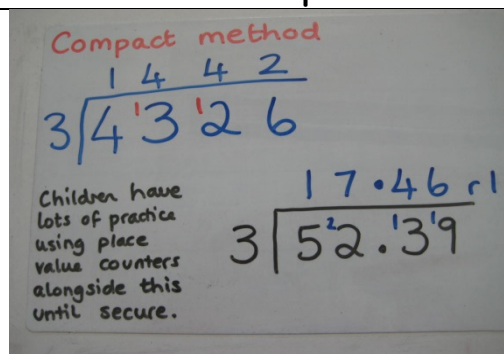 Compact method
1 4 4 2
3 4 13 12 6
Children have
lots of practice
using place
value counters
alongside this
until secure.
1 7 . 4 6 r 1
3 5 22 . 13 19